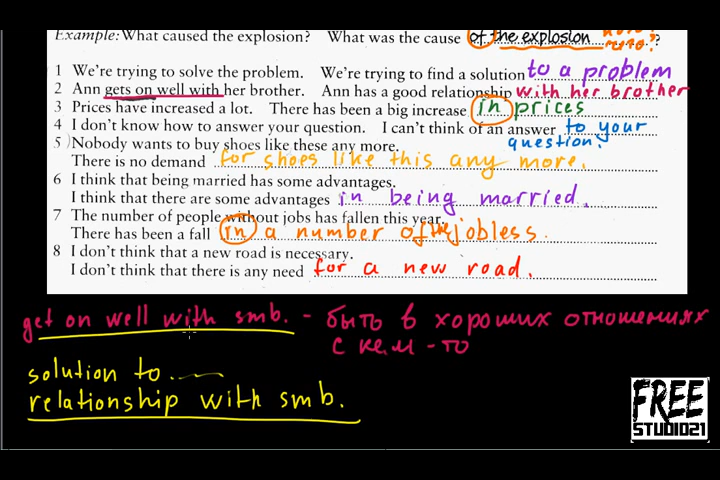 Example: What caused the explosion? What was the cause of the explosion ?
1 We're trying to solve the problem. We're trying to find a solution to a problem
2 Ann gets on well with her brother. Ann has a good relationship with her brother
3 Prices have increased a lot. There has been a big increase in prices
4 I don't know how to answer your question. I can't think of an answer to your question.
5 Nobody wants to buy shoes like these any more.
There is no demand for shoes like this any more.
6 I think that being married has some advantages.
I think that there are some advantages in being married.
7 The number of people without jobs has fallen this year.
There has been a fall in a number of the jobless.
8 I don't think that a new road is necessary.
I don't think that there is any need for a new road.
get on well with smb. - быть в хороших отношениях
с кем-то
solution to
relationship with smb.
FREE
STUDIO21